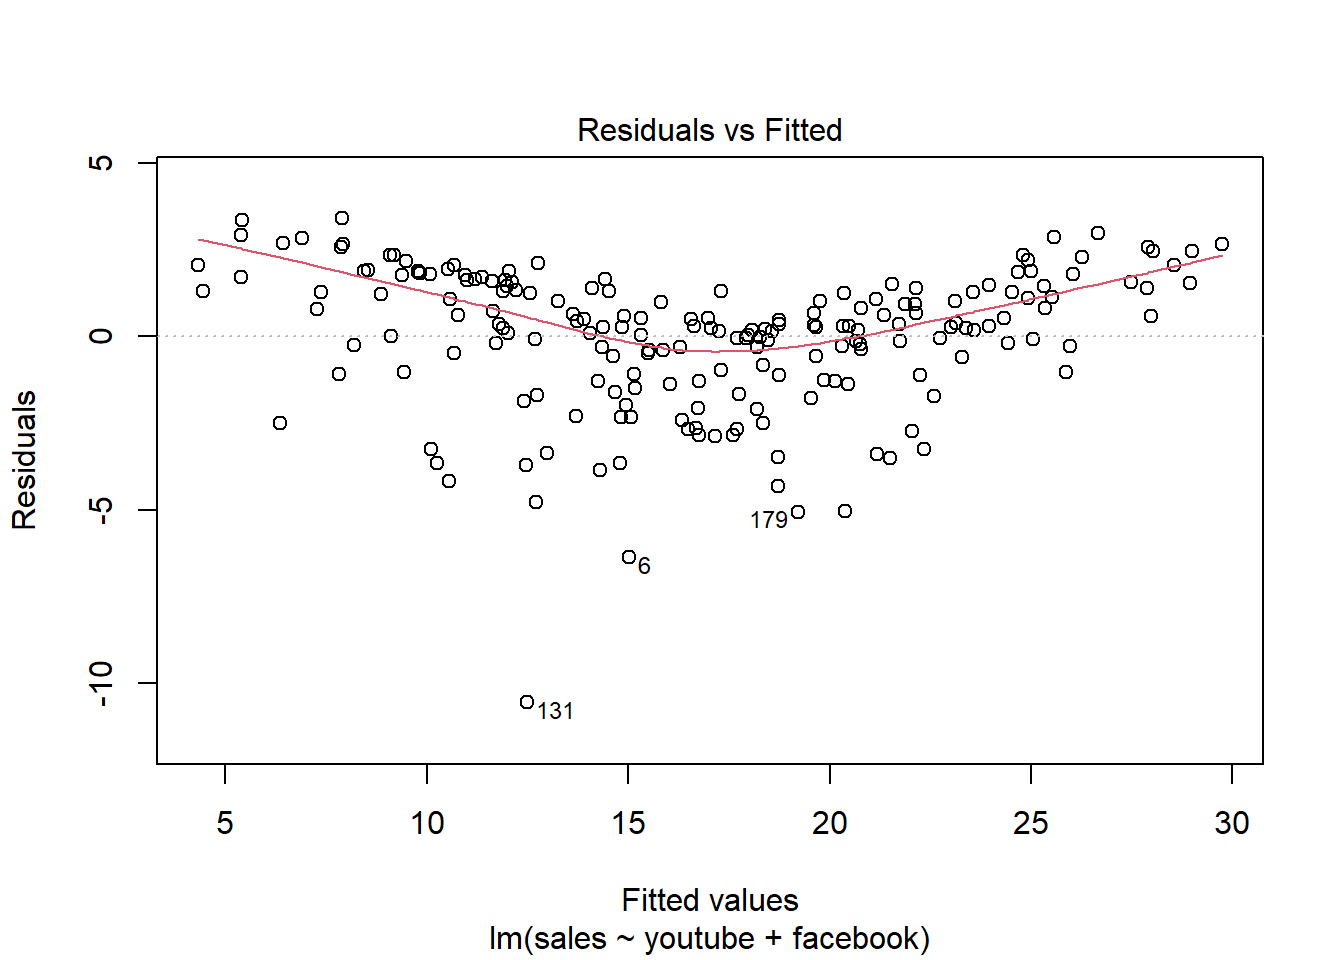 Residuals vs Fitted
Residuals
5
0
-5
-10
179
6
131
5 10 15 20 25 30
Fitted values
lm(sales ~ youtube + facebook)